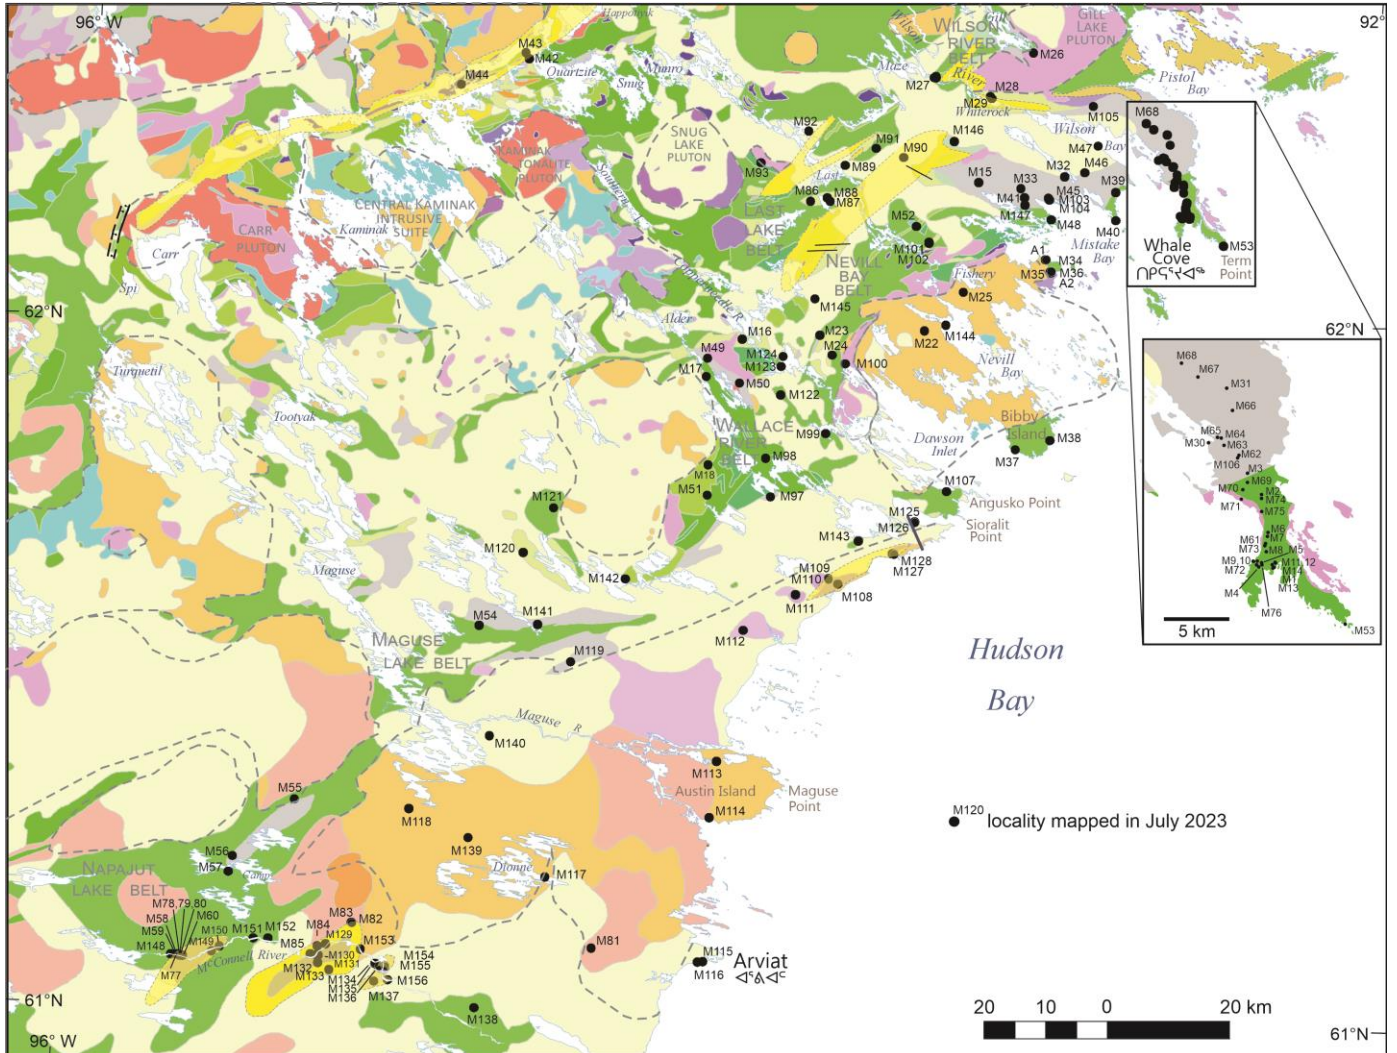 96° W
92°
Happotiyik
M43
M42
M44
Quartzite
Snug
Munro
Wilson
WILSON
RIVER
BELT
GILL
LAKE
PLUTON
M26
Maze
M27
River
M28
M29
Whiterock
Pistol
Bay
M105
M68
M92
SNUG
LAKE
PLUTON
M91
M146
M90
Wilson
Bay
M47
KAMINAK
TONALITE
PLUTON
Southern
M93
Last
M89
M15
M33
M32
M46
M39
M86
M88
M87
M41
M45
M103
M104
M147
M48
M40
CENTRAL KAMINAK
INTRUSIVE
SUITE
Kaminak
LAST
LAKE
BELT
M52
M101
M102
Mistake
Bay
M53
Term
Point
Whale
Cove
ᑎᑭᕋᕐᔪᐊᖅ
CARR
PLUTON
Carr
NEVILL
BAY
BELT
Fishery
A1
M34
M35
M36
A2
Spi
M25
M145
62°N
62°N
Alder
M16
M23
M22
M144
M49
M124
M24
M123
M100
Nevill
Bay
M17
M50
M122
Turquetil
Tootyak
WALLACE
RIVER
BELT
M99
Bibby
Island
M38
M37
Dawson
Inlet
M18
M98
M51
M97
M107
Angusko Point
M121
M125
M126
Sioralit
Point
M143
M120
M128
M127
Maguse
M142
M109
M110
M108
M111
M54
M141
M112
MAGUSE
LAKE BELT
M119
Hudson
Bay
Maguse R
M140
M113
Austin Island
Maguse
Point
M114
M55
M118
M139
M120
locality mapped in July 2023
M56
M57
NAPAJUT
LAKE BELT
Dionne
M117
M78,79,80
M58
M60
M59
M150
M151
M152
M148
M149
M77
McConnell River
M83
M82
M84
M129
M85
M153
M130
M131
M132
M133
M154
M134
M155
M135
M156
M136
M137
M81
M115
M116
Arviat
ᐊᕐᕕᐊᑦ
M138
61°N
96° W
61°N
20 10 0 20 km
M68
M67
M31
M66
M65
M64
M30
M63
M62
M106
M3
M69
M70
M2
M74
M71
M75
M6
M61
M7
M73
M8
M5
M9,10
M11,12
M72
M14
M4
M13
M76
M53
5 km